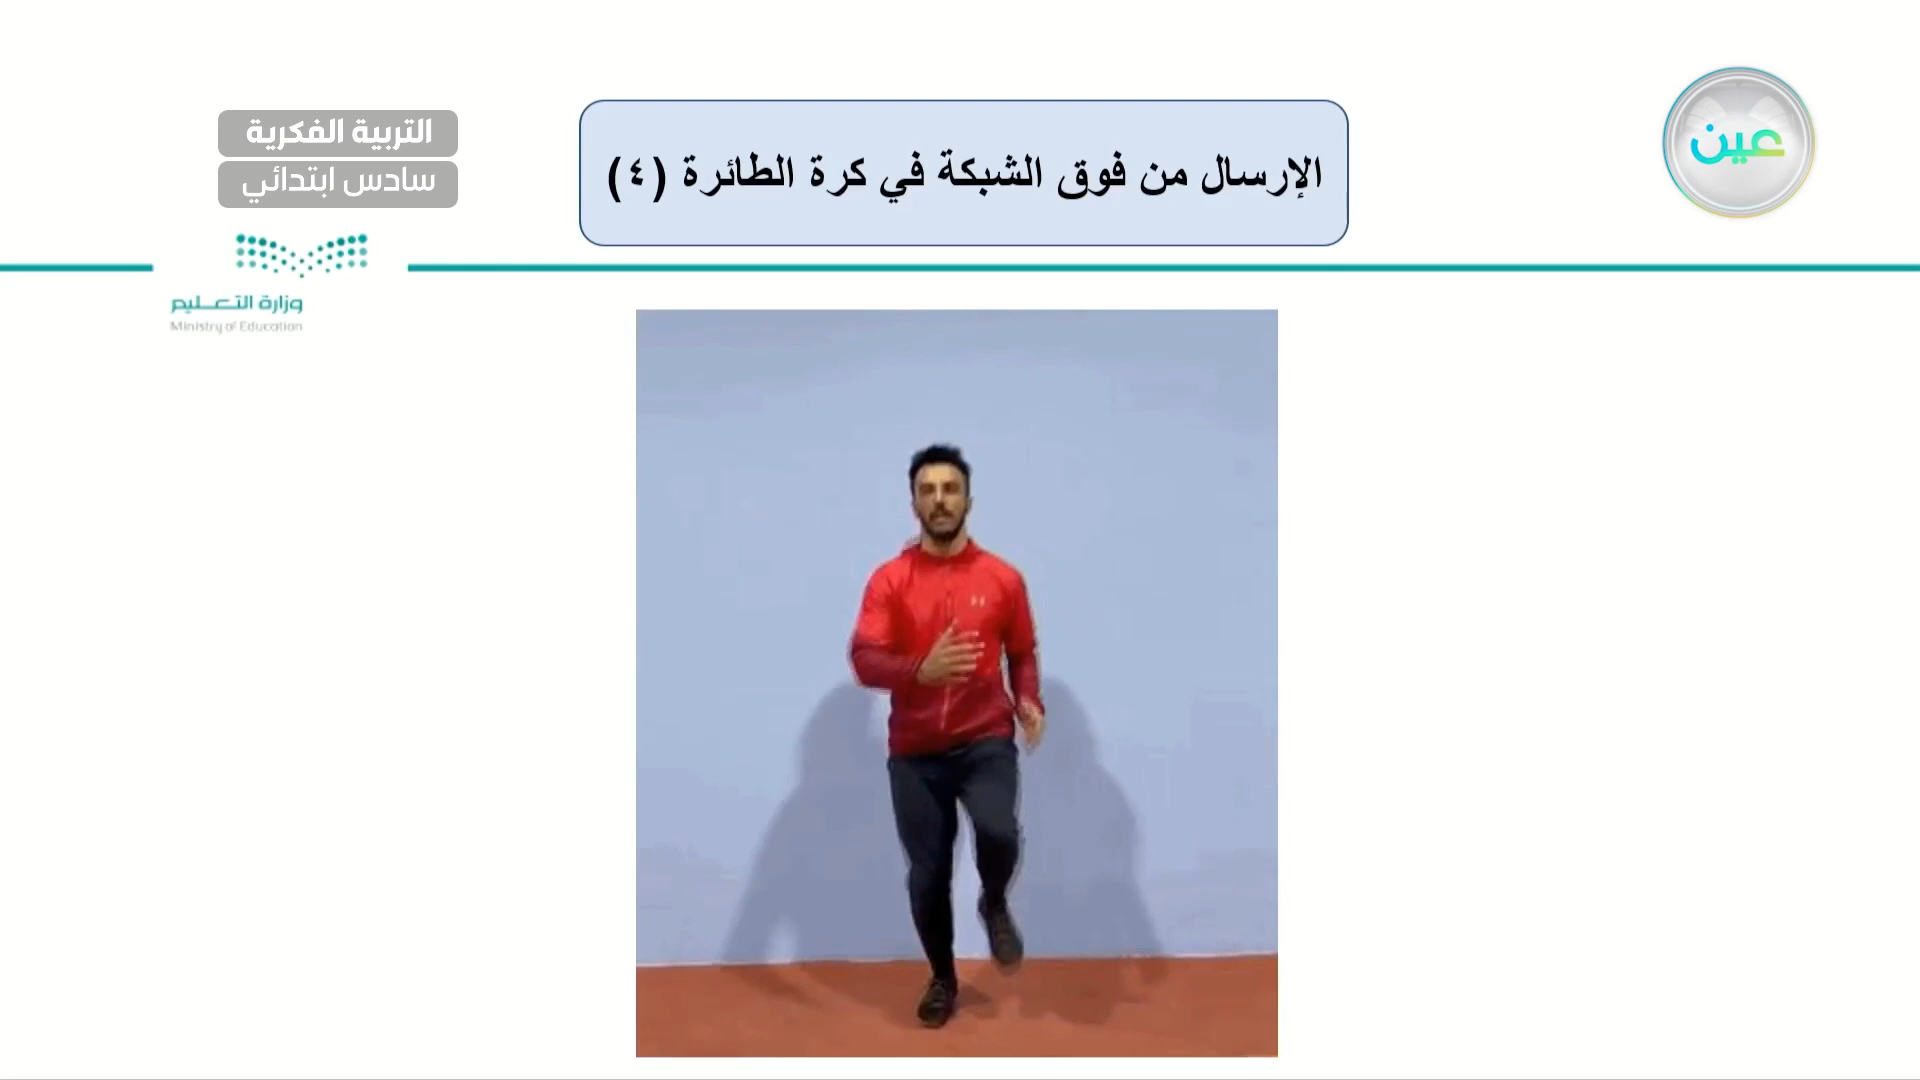 التربية الفكرية
سادس ابتدائي
الإرسال من فوق الشبكة في كرة الطائرة (٤)
عين
وزارة التعليم
Ministry of Education